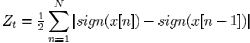 Z_t = \frac{1}{2} \sum_{n=1}^{N} |sign(x[n]) - sign(x[n-1])|